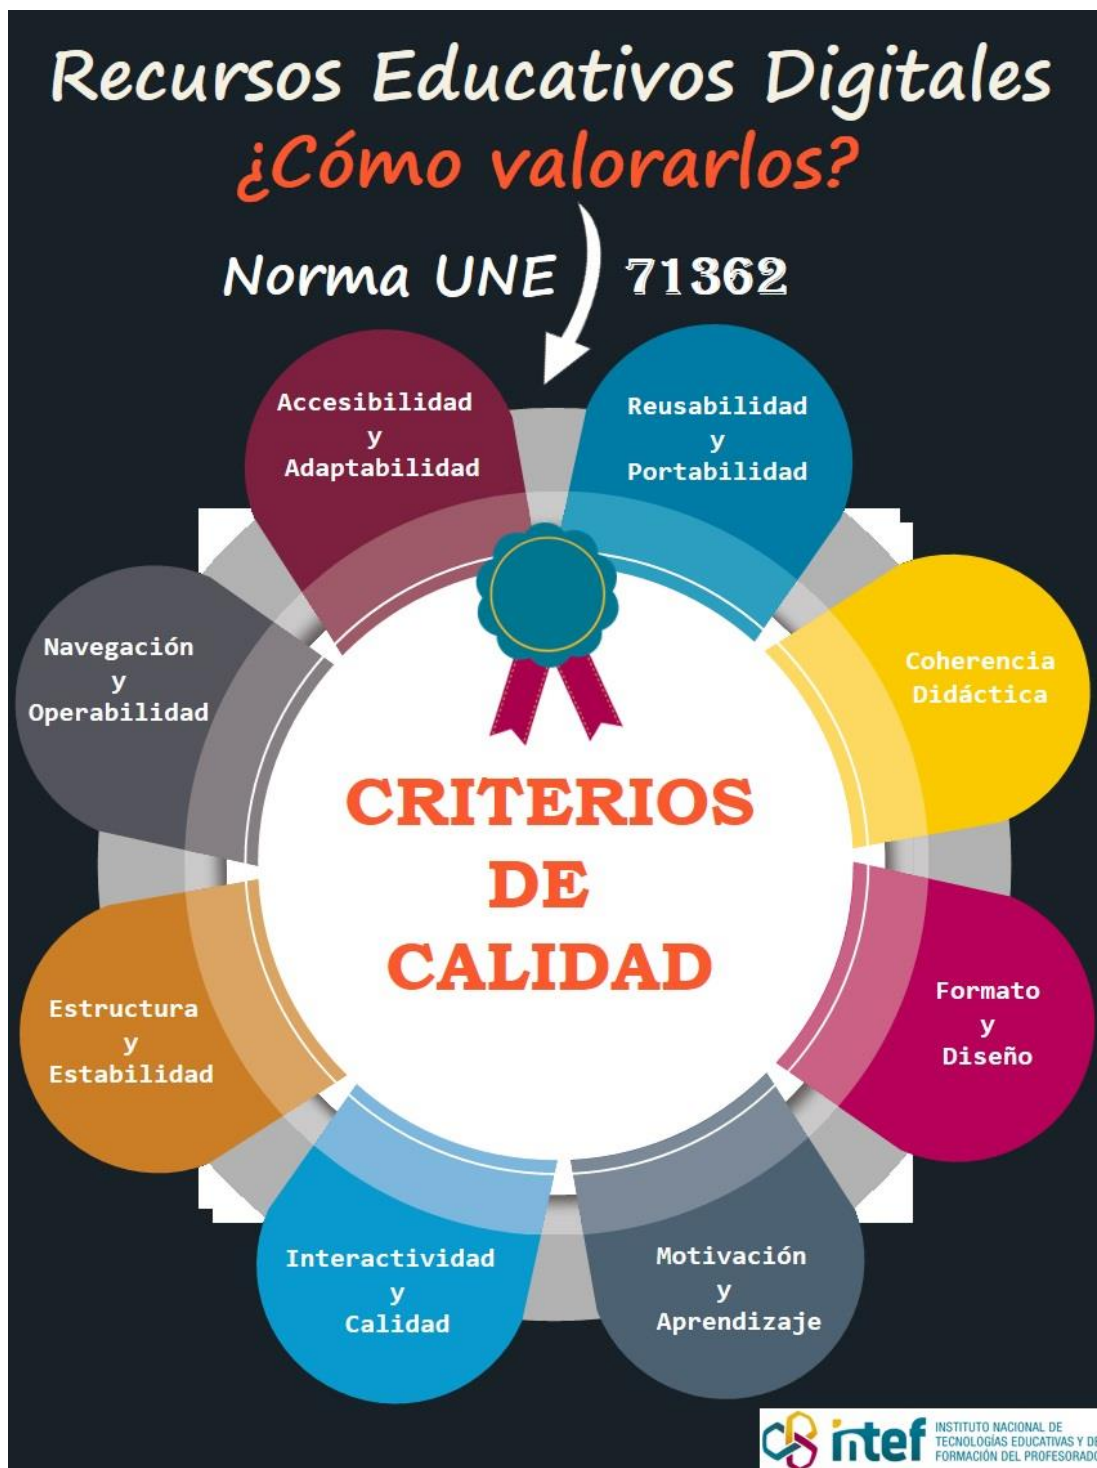 Recursos Educativos Digitales
¿Cómo valorarlos?
Norma UNE 71362
Accesibilidad
y
Adaptabilidad
Reusabilidad
y
Portabilidad
Coherencia
Didáctica
Formato
y
Diseño
Motivación
y
Aprendizaje
Interactividad
y
Calidad
Estructura
y
Estabilidad
Navegación
y
Operabilidad
CRITERIOS
DE
CALIDAD
intef
INSTITUTO NACIONAL DE
TECNOLOGÍAS EDUCATIVAS Y DE
FORMACIÓN DEL PROFESORADO